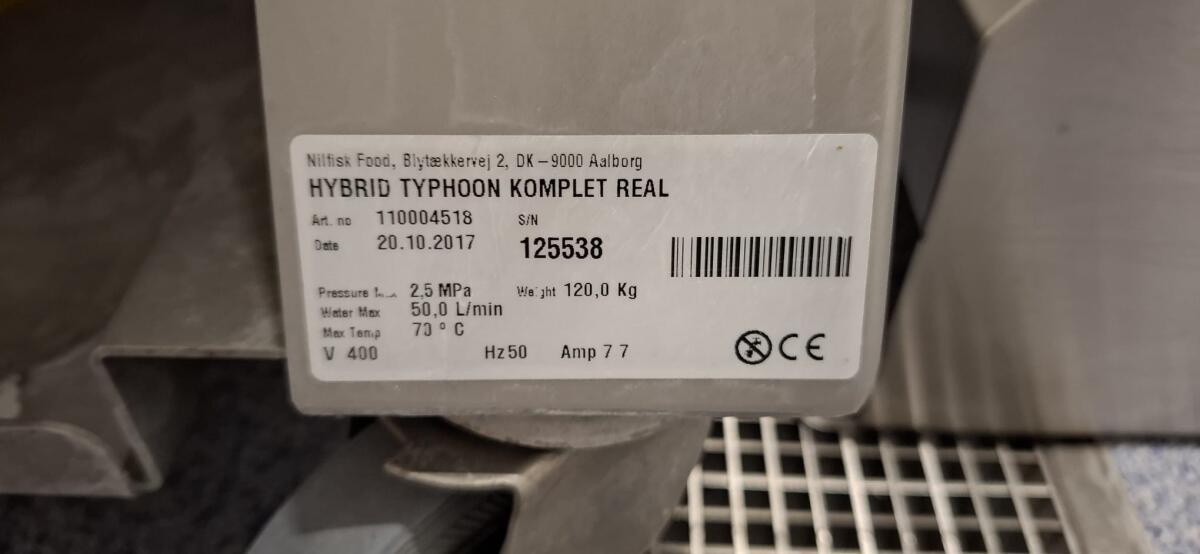 Nilfisk Food, Blytækkervej 2, DK-9000 Aalborg
HYBRID TYPHOON KOMPLET REAL
Art. no 110004518 S/N
Date 20.10.2017 125538
Pressure 2,5 MPa Weight 120,0 Kg
Water Max 50,0 L/min
Max Temp 70 ° C
V 400 Hz 50 Amp 7 7
CE